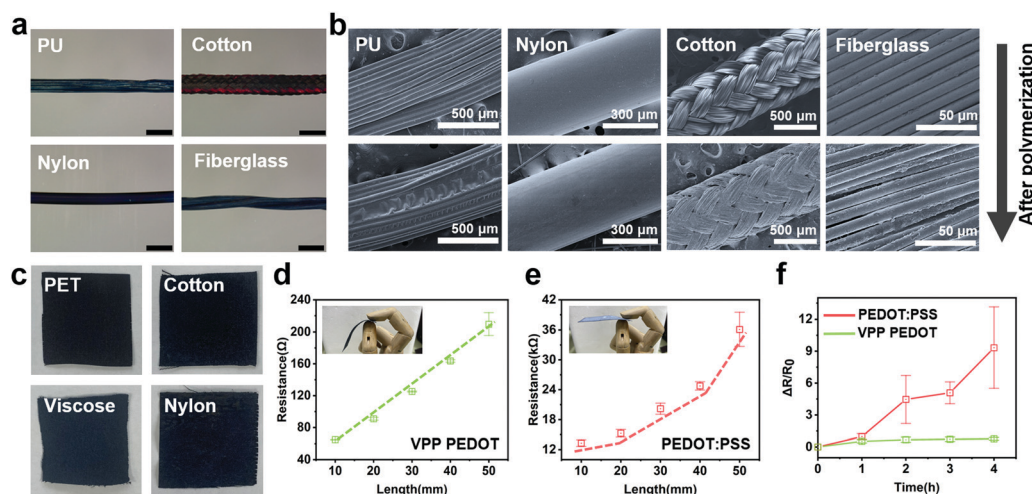 a
PU
Cotton
Nylon
Fiberglass
b
PU
Nylon
Cotton
Fiberglass
500 μm
300 μm
500 μm
50 μm
500 μm
300 μm
500 μm
50 μm
After polymerization
c
PET
Cotton
Viscose
Nylon
d
Resistance(Ω)
240
200
160
120
80
40
0
10 20 30 40 50
Length(mm)
VPP PEDOT
e
Resistance(kΩ)
42
36
30
24
18
12
10 20 30 40 50
Length(mm)
PEDOT:PSS
f
PEDOT:PSS
VPP PEDOT
ΔR/R0
12
9
6
3
0
0 1 2 3 4
Time(h)